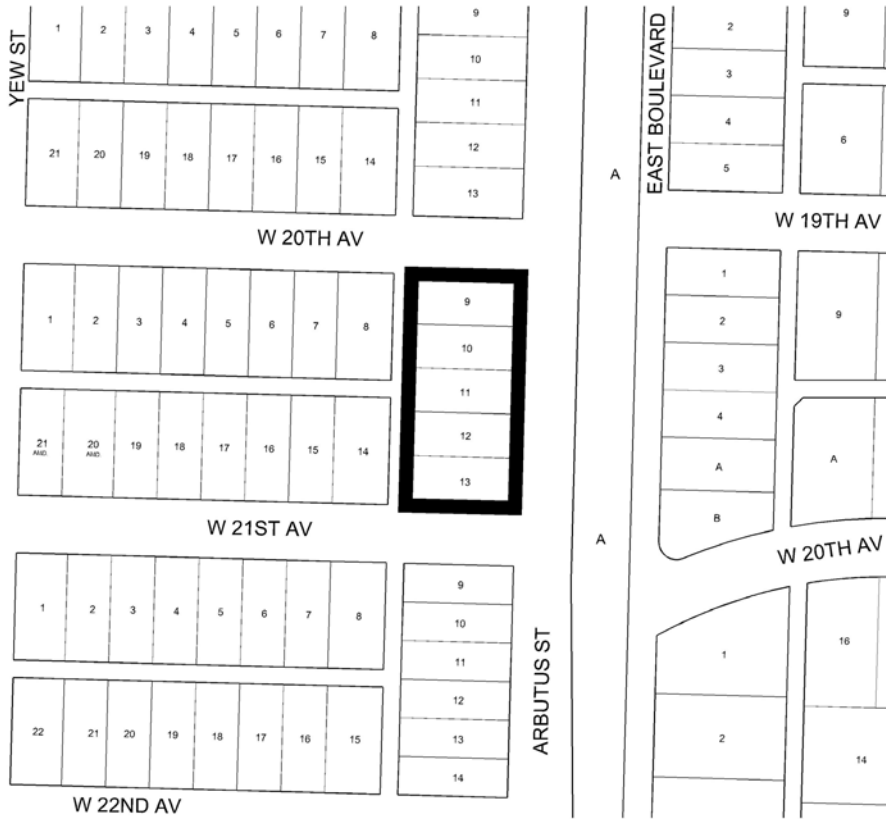 YEW ST
1 2 3 4 5 6 7 8
21 20 19 18 17 16 15 14
9
10
11
12
13
W 20TH AV
1 2 3 4 5 6 7 8
21 AMD. 20 AMD. 19 18 17 16 15 14
9
10
11
12
13
W 21ST AV
1 2 3 4 5 6 7 8
22 21 20 19 18 17 16 15
9
10
11
12
13
14
W 22ND AV
ARBUTUS ST
A
A
EAST BOULEVARD
2
3
4
5
9
6
W 19TH AV
1
2
3
4
A
B
9
A
W 20TH AV
1
2
16
14